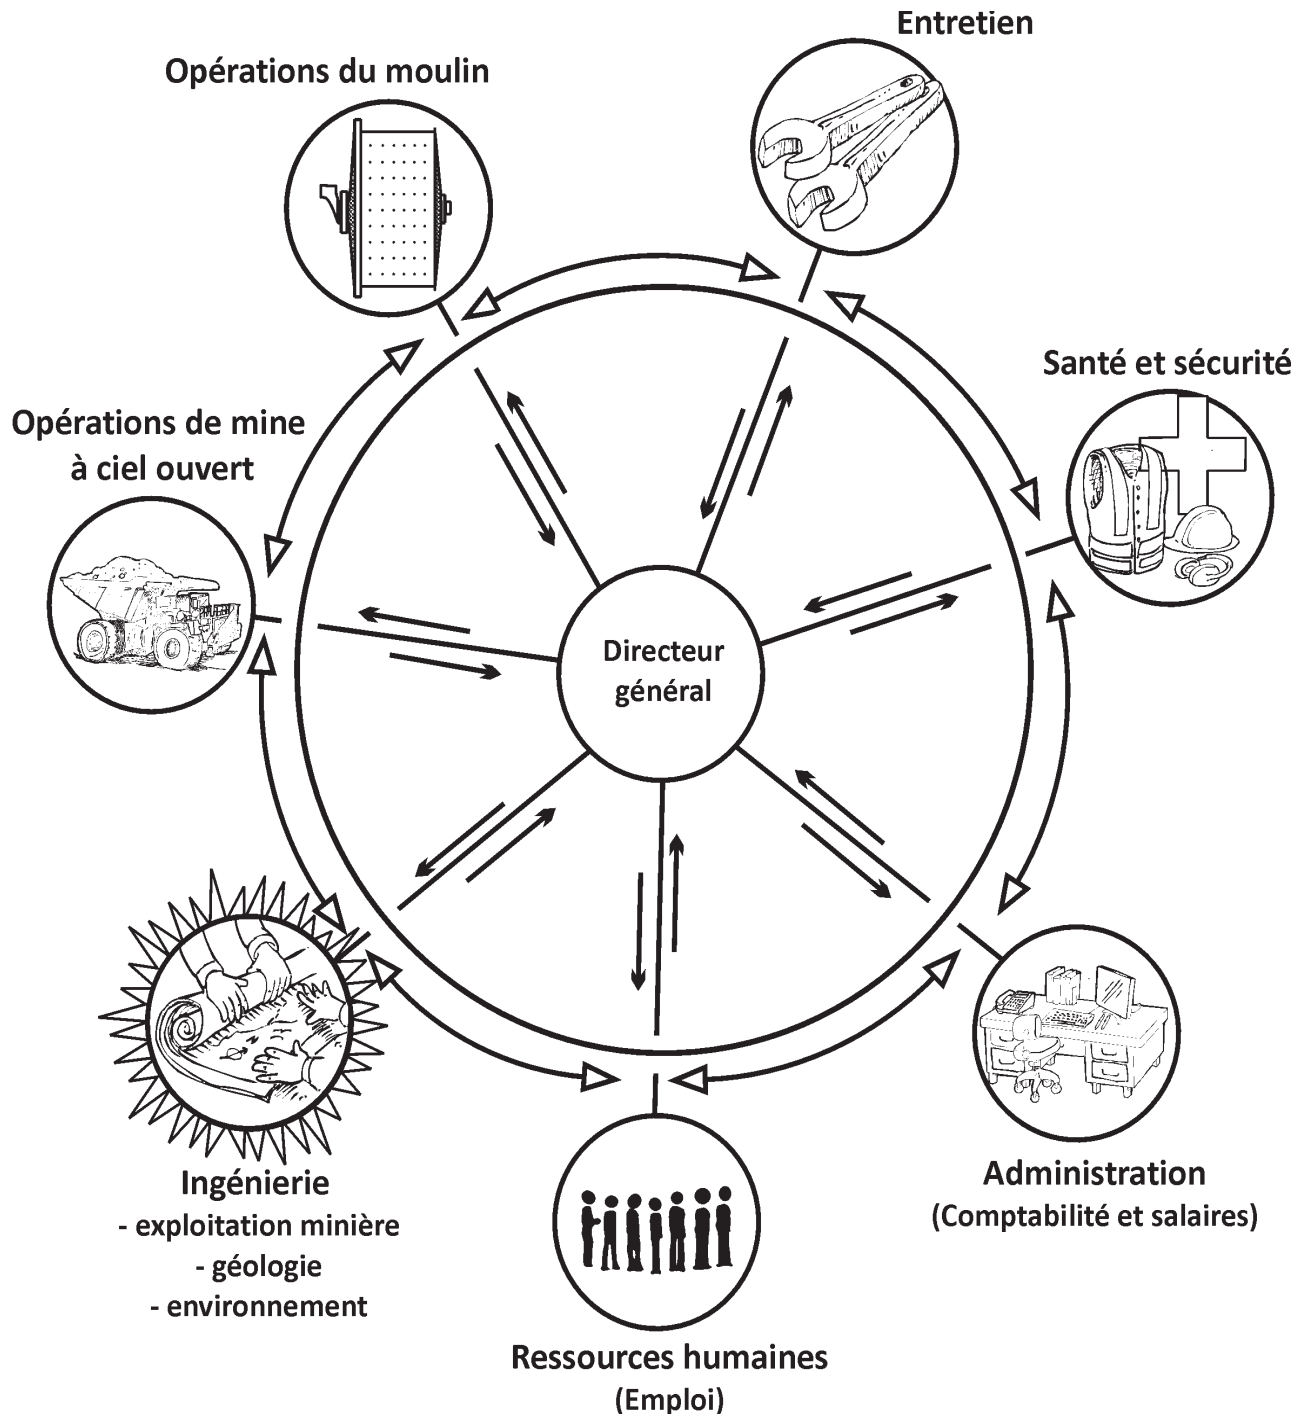 Entretien
Opérations du moulin
Santé et sécurité
Opérations de mine
à ciel ouvert
Directeur
général
Ingénierie
- exploitation minière
- géologie
- environnement
Administration
(Comptabilité et salaires)
Ressources humaines
(Emploi)